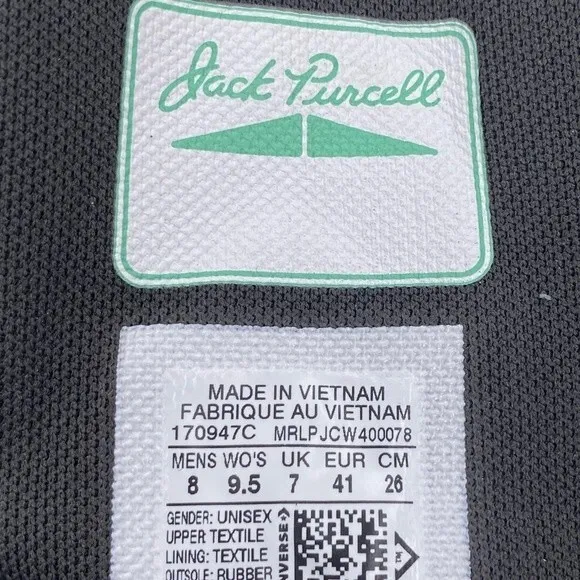 Jack Purcell
MADE IN VIETNAM
FABRIQUE AU VIETNAM
170947C MRLPJCW400078
MENS WO'S UK EUR CM
8 9.5 7 41 26
GENDER: UNISEX
UPPER TEXTILE
LINING: TEXTILE
OUTSOLE: RUBBER
CONVERSE